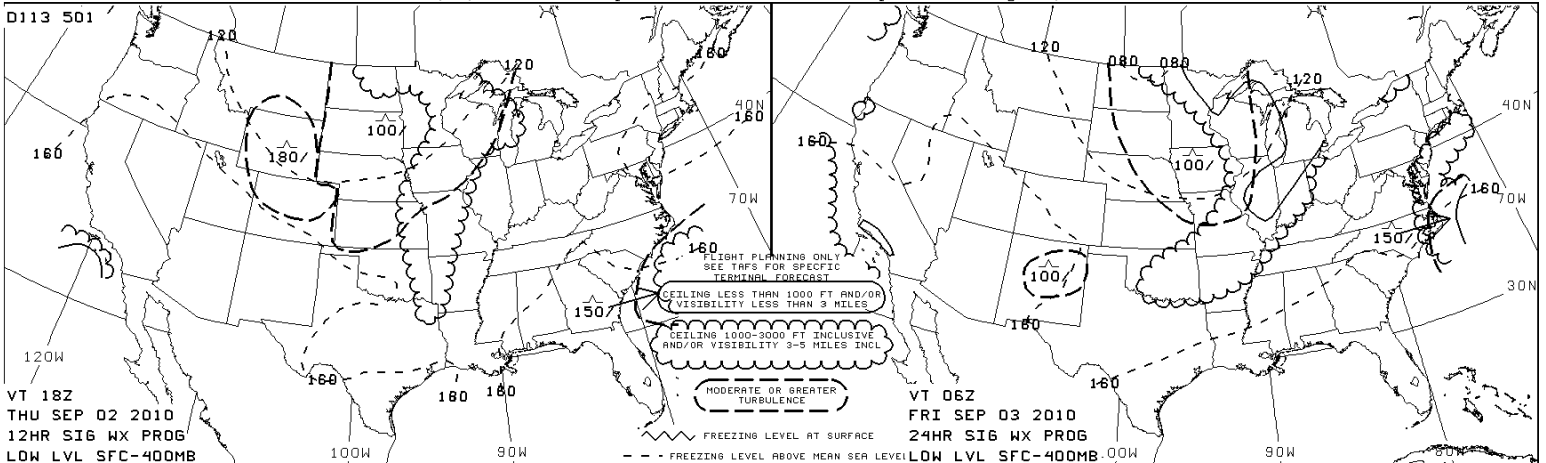 D113 501
120
120
160
40N
160
160
100/
180/
70W
160
150/
120W
160
160
160
100W
90W
VT 18Z
THU SEP 02 2010
12HR SIG WX PROG
LOW LVL SFC-400MB
FLIGHT PLANNING ONLY
SEE TAFS FOR SPECFIC
TERMINAL FORECAST
CEILING LESS THAN 1000 FT AND/OR
VISIBILITY LESS THAN 3 MILES
CEILING 1000-3000 FT INCLUSIVE
AND/OR VISIBILITY 3-5 MILES INCL
MODERATE OR GREATER
TURBULENCE
FREEZING LEVEL AT SURFACE
FREEZING LEVEL ABOVE MEAN SEA LEVEL
120
080
080
120
40N
160
100/
160
70W
150/
100/
30N
160
160
VT 06Z
FRI SEP 03 2010
24HR SIG WX PROG
LOW LVL SFC-400MB
00W
90W
80W